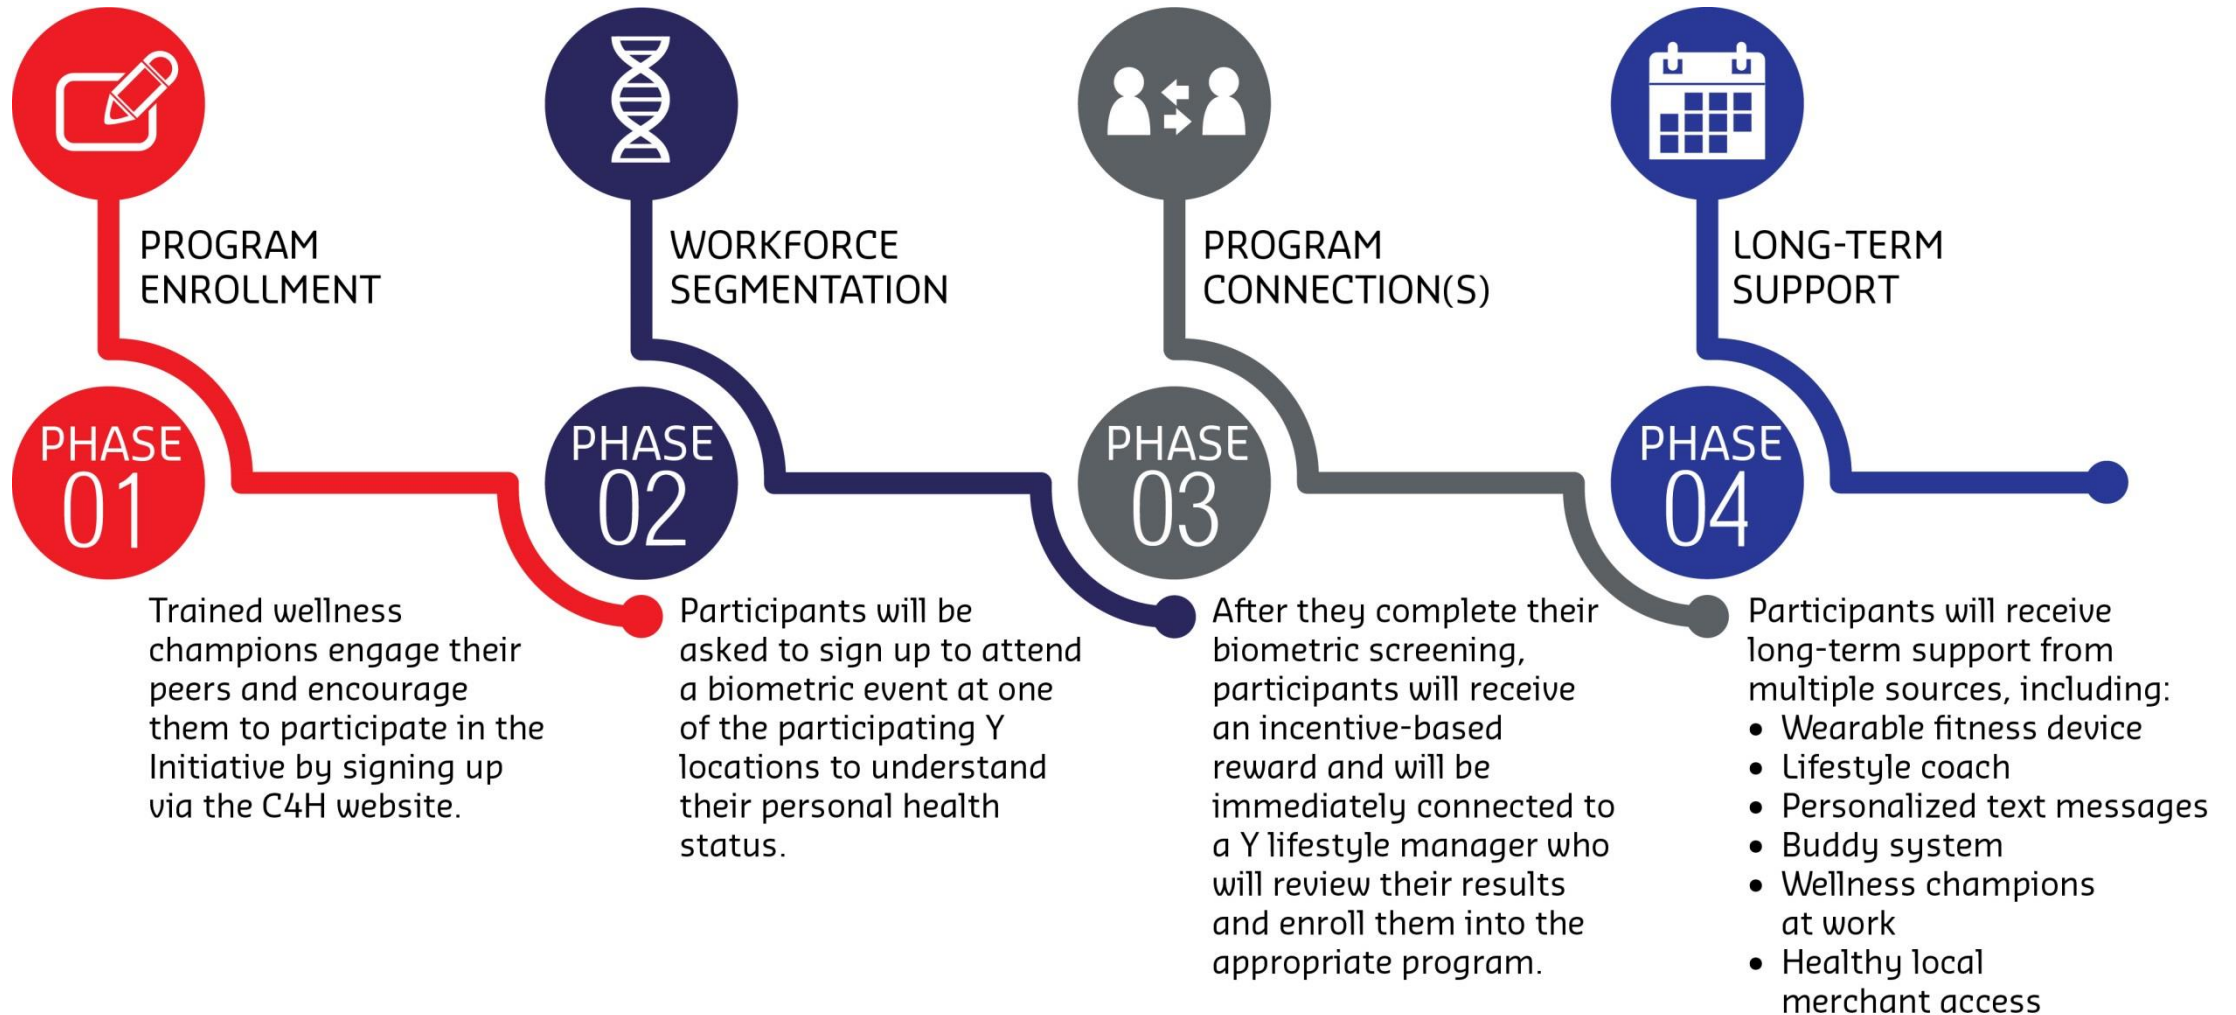 PROGRAM
ENROLLMENT
PHASE
01
Trained wellness
champions engage their
peers and encourage
them to participate in the
Initiative by signing up
via the C4H website.
WORKFORCE
SEGMENTATION
PHASE
02
Participants will be
asked to sign up to attend
a biometric event at one
of the participating Y
locations to understand
their personal health
status.
PROGRAM
CONNECTION(S)
PHASE
03
After they complete their
biometric screening,
participants will receive
an incentive-based
reward and will be
immediately connected to
a Y lifestyle manager who
will review their results
and enroll them into the
appropriate program.
LONG-TERM
SUPPORT
PHASE
04
Participants will receive
long-term support from
multiple sources, including:
• Wearable fitness device
• Lifestyle coach
• Personalized text messages
• Buddy system
• Wellness champions
at work
• Healthy local
merchant access